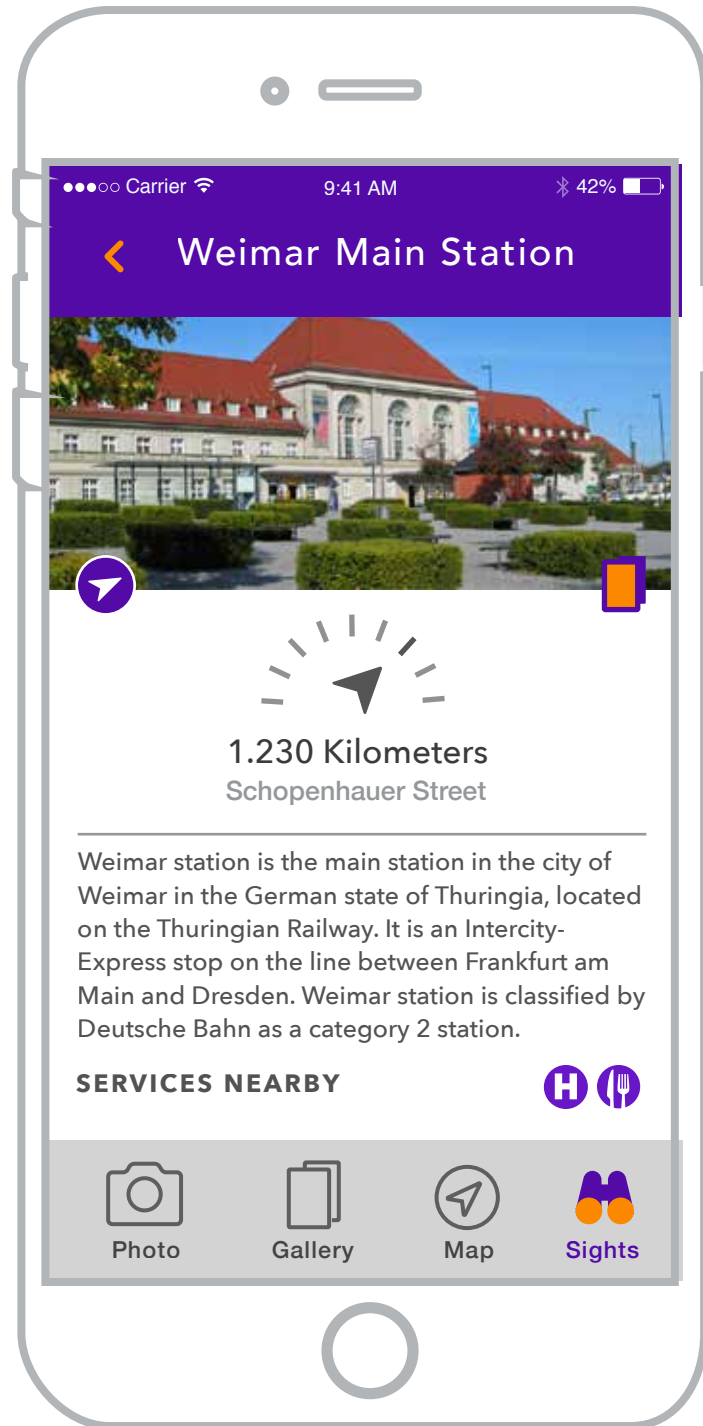 ●●●○○ Carrier 9:41 AM 42%
Weimar Main Station
1.230 Kilometers
Schopenhauer Street
Weimar station is the main station in the city of
Weimar in the German state of Thuringia, located
on the Thuringian Railway. It is an Intercity-
Express stop on the line between Frankfurt am
Main and Dresden. Weimar station is classified by
Deutsche Bahn as a category 2 station.
SERVICES NEARBY H
Photo Gallery Map Sights